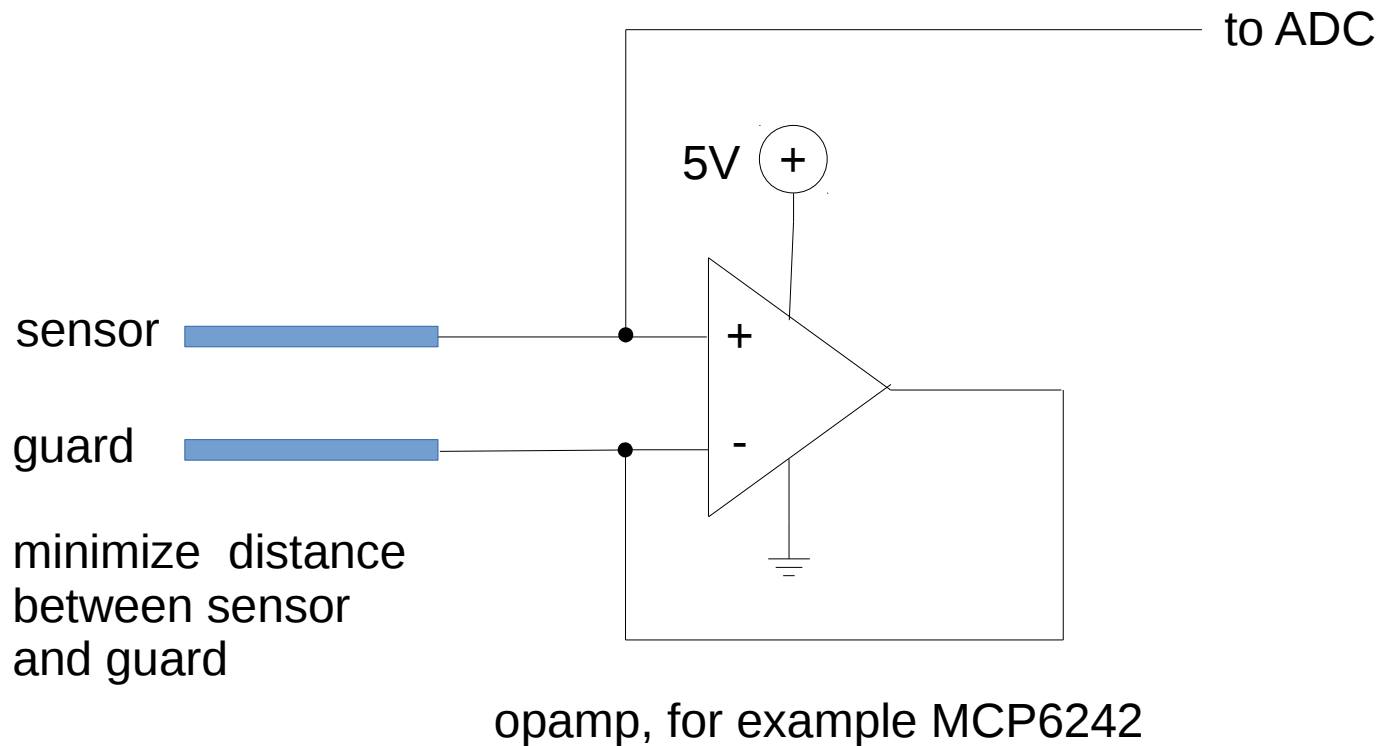 to ADC
5V +
sensor
+
guard
-
minimize distance
between sensor
and guard
opamp, for example MCP6242